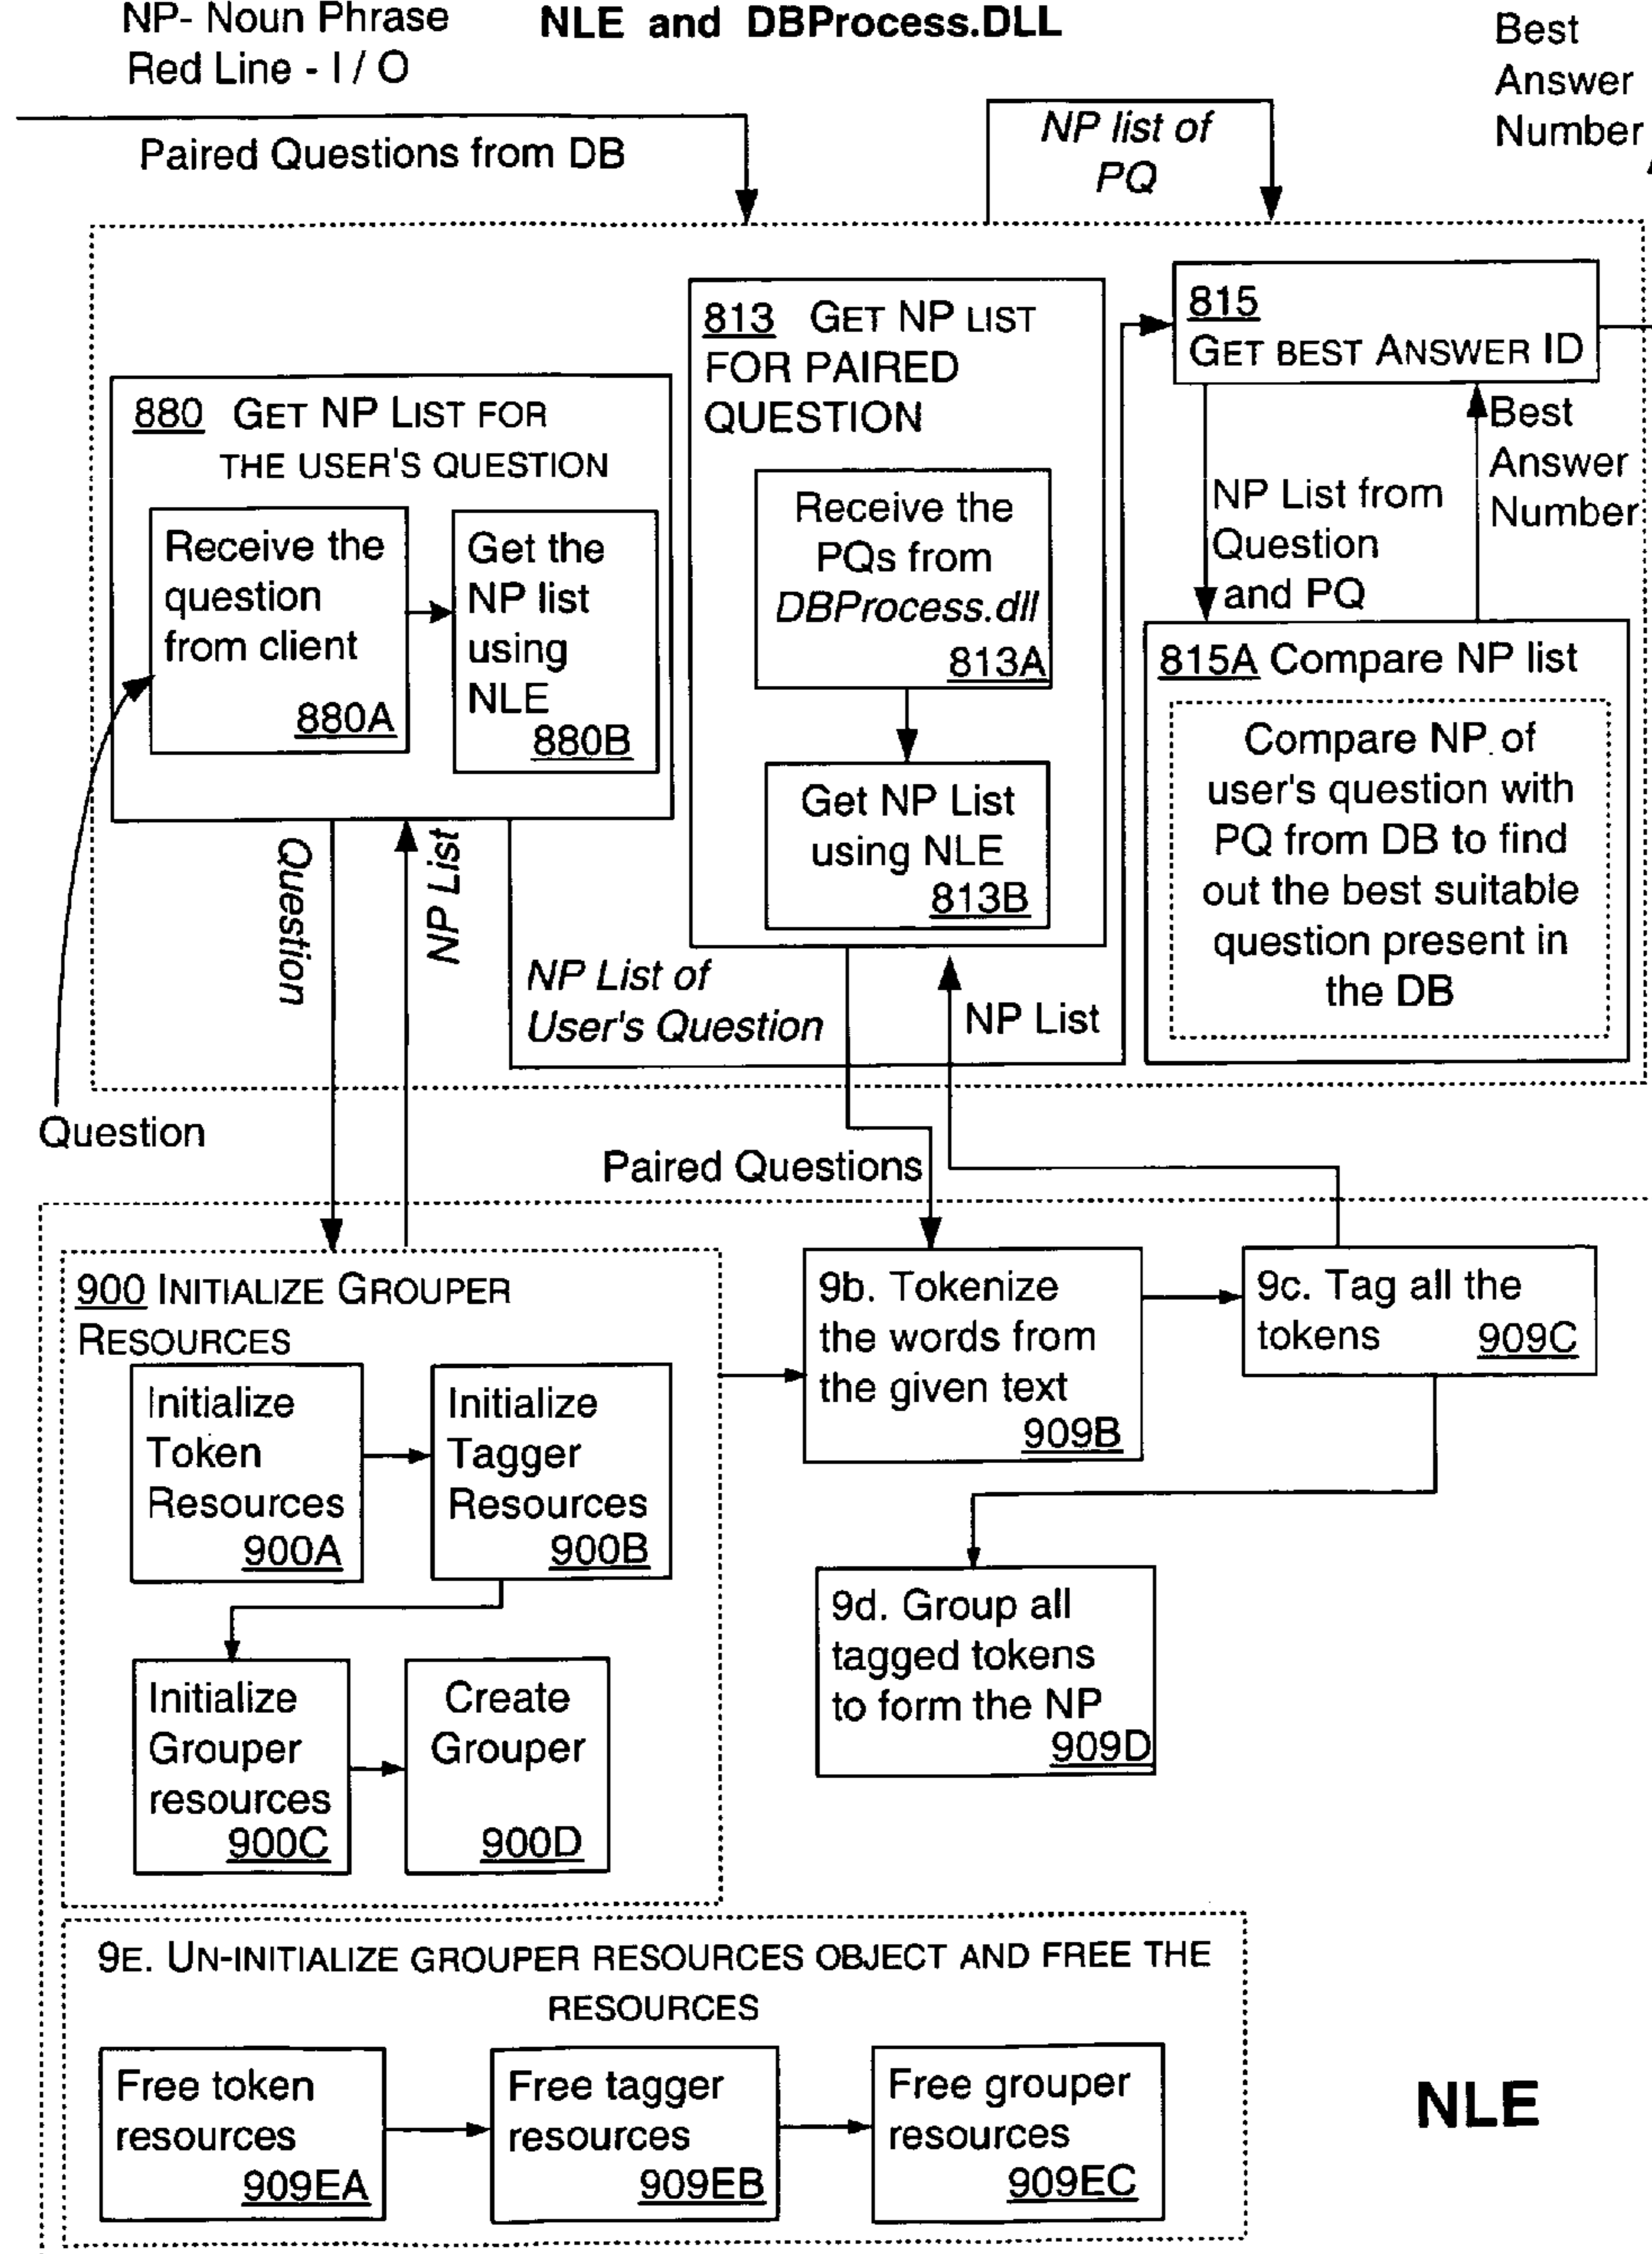 NP- Noun Phrase
Red Line - I / O
NLE and DBProcess.DLL
Best
Answer
Number
Paired Questions from DB
NP list of
PQ
880 GET NP LIST FOR
THE USER'S QUESTION
Receive the
question
from client
880A
Get the
NP list
using
NLE
880B
813 GET NP LIST
FOR PAIRED
QUESTION
Receive the
PQs from
DBProcess.dll
813A
Get NP List
using NLE
813B
815
GET BEST ANSWER ID
NP List from
Question
and PQ
Best
Answer
Number
815A Compare NP list
Compare NP of
user's question with
PQ from DB to find
out the best suitable
question present in
the DB
Question
NP List
NP List of
User's Question
NP List
Question
Paired Questions
900 INITIALIZE GROUPER
RESOURCES
Initialize
Token
Resources
900A
Initialize
Tagger
Resources
900B
Initialize
Grouper
resources
900C
Create
Grouper
900D
9b. Tokenize
the words from
the given text
909B
9c. Tag all the
tokens 909C
9d. Group all
tagged tokens
to form the NP
909D
9E. UN-INITIALIZE GROUPER RESOURCES OBJECT AND FREE THE
RESOURCES
Free token
resources
909EA
Free tagger
resources
909EB
Free grouper
resources
909EC
NLE